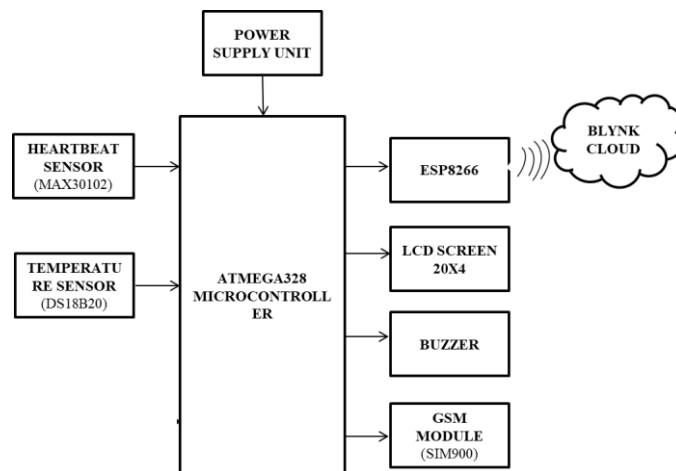 POWER
SUPPLY UNIT
HEARTBEAT
SENSOR
(MAX30102)
TEMPERATU
RE SENSOR
(DS18B20)
ATMEGA328
MICROCONTROLL
ER
ESP8266
BLYNK
CLOUD
LCD SCREEN
20X4
BUZZER
GSM
MODULE
(SIM900)